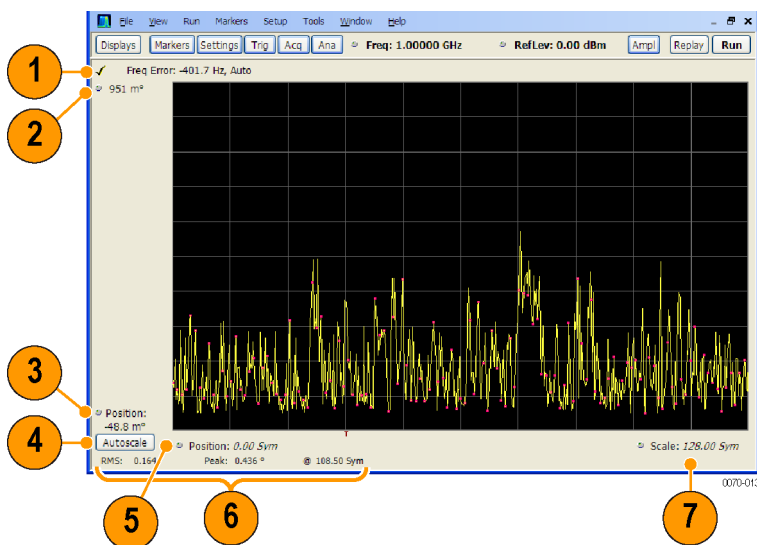 File View Run Markers Setup Tools Window Help
Displays Markers Settings Trig Acq Ana Freq: 1.00000 GHz RefLev: 0.00 dBm Ampl Replay Run
1 Freq Error: -401.7 Hz, Auto
2 951 mº
3 Position:
-48.8 mº
4 Autoscale
Position: 0.00 Sym Scale: 128.00 Sym
RMS: 0.164 Peak: 0.436 º @ 108.50 Sym
T
0070-013
5 6 7